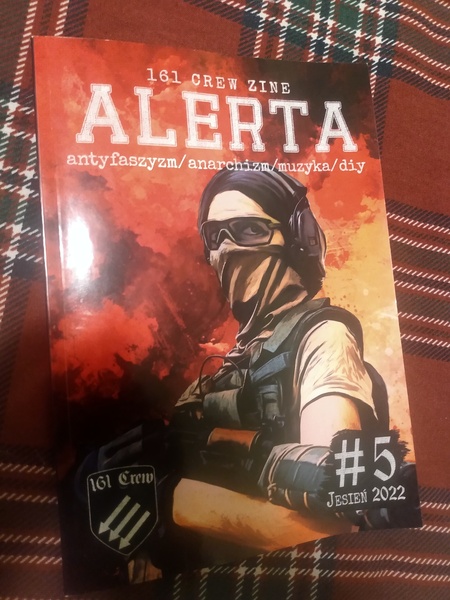 161 CREW ZINE
ALERTA
antyfaszyzm/anarchizm/muzyka/diy
#5
JESIEŃ 2022
161 Crew